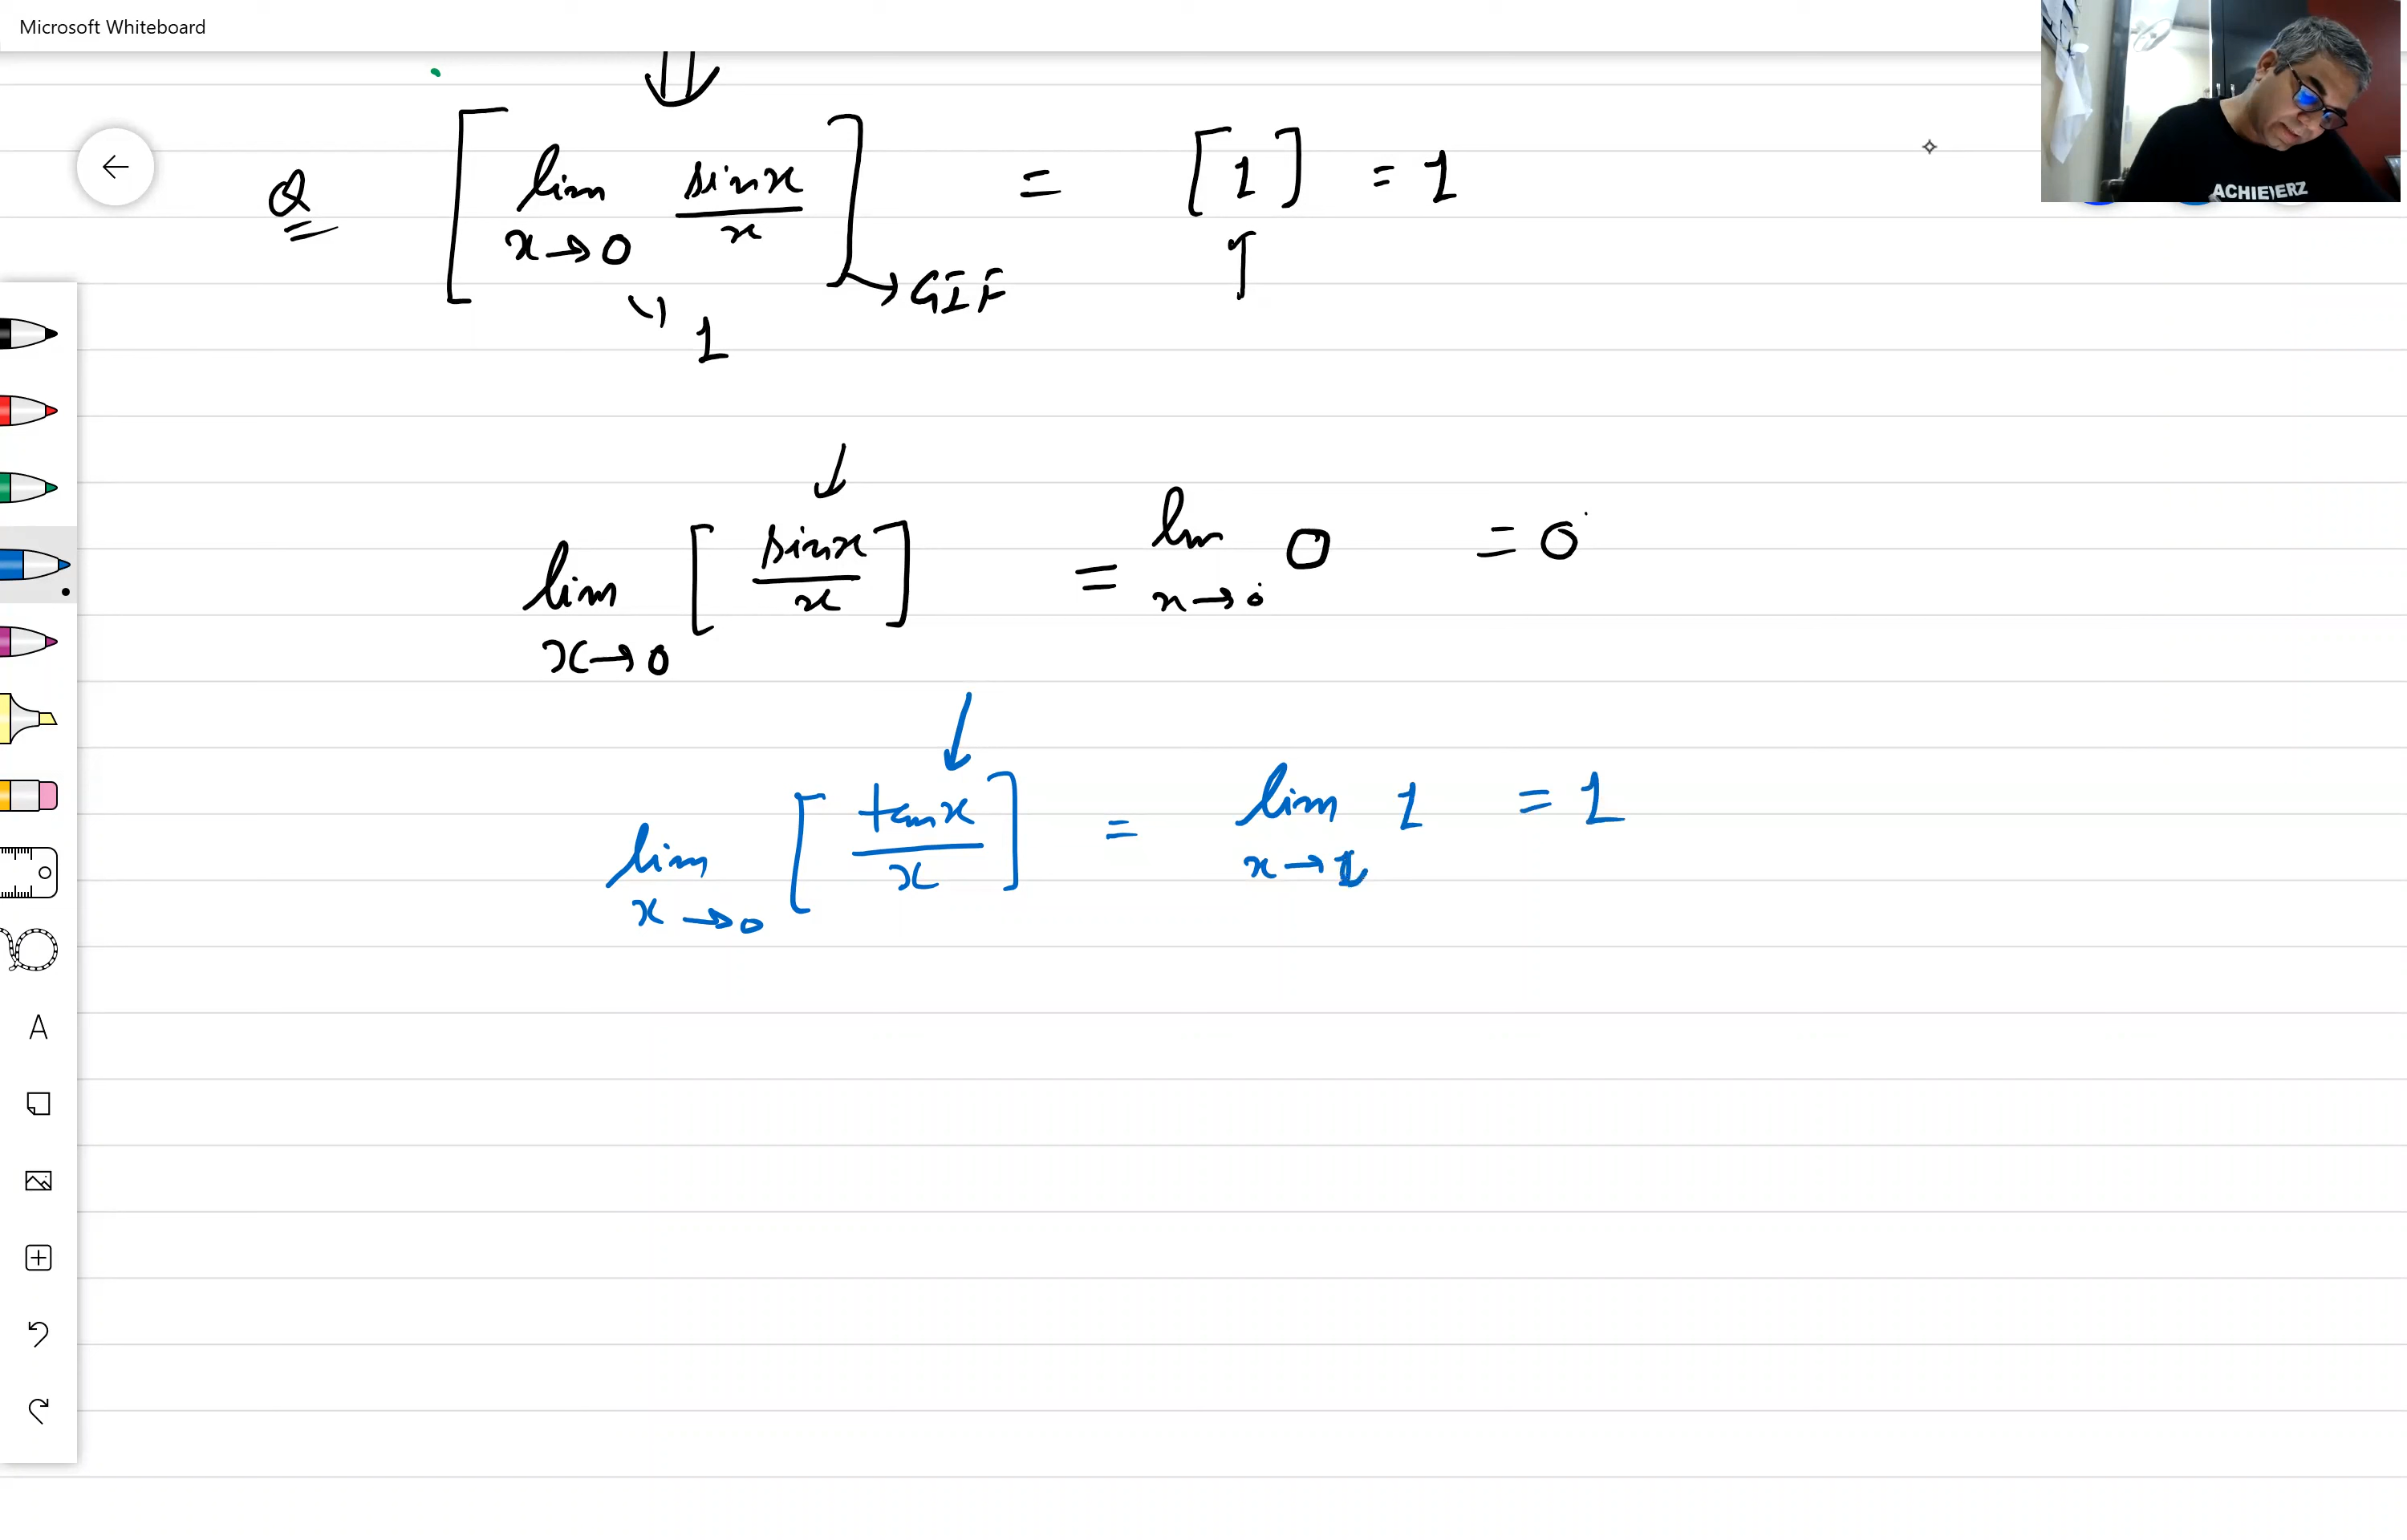 Microsoft Whiteboard
Q [ lim x→0 sinx/x ] → GIF = [1] = 1
" 1
lim x→0 [ sinx/x ] = lim x→0 0 = 0
lim x→0 [ tanx/x ] = lim x→1 1 = 1
ACHIEVERZ
A